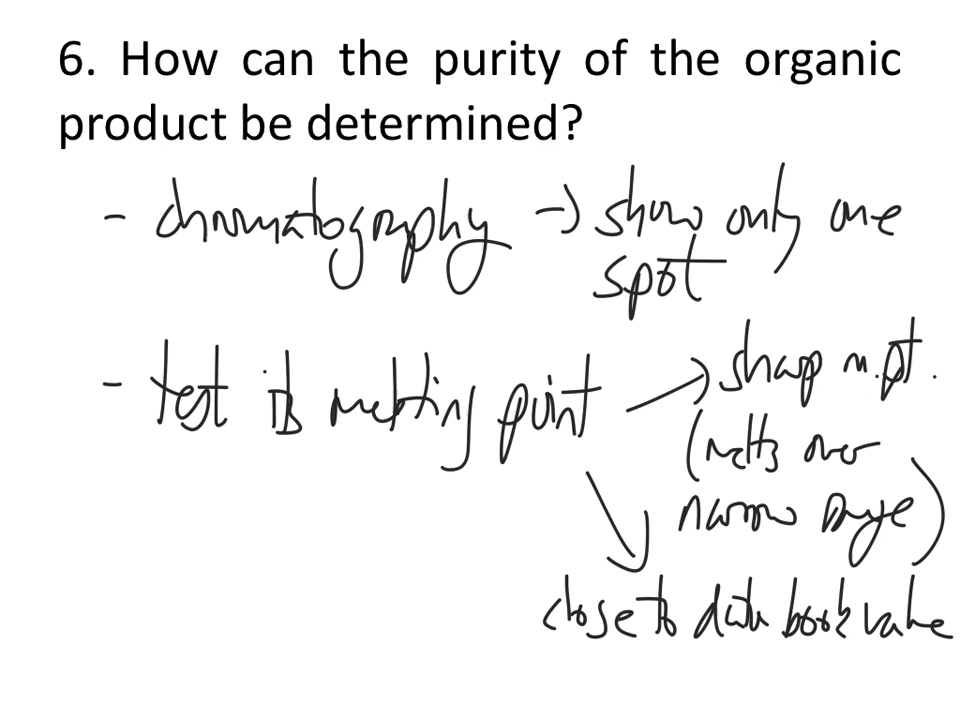 6. How can the purity of the organic
product be determined?
- chromatography → show only one
spot
- test its melting point → sharp m.pt.
(melts over
narrow range)
close to data book value